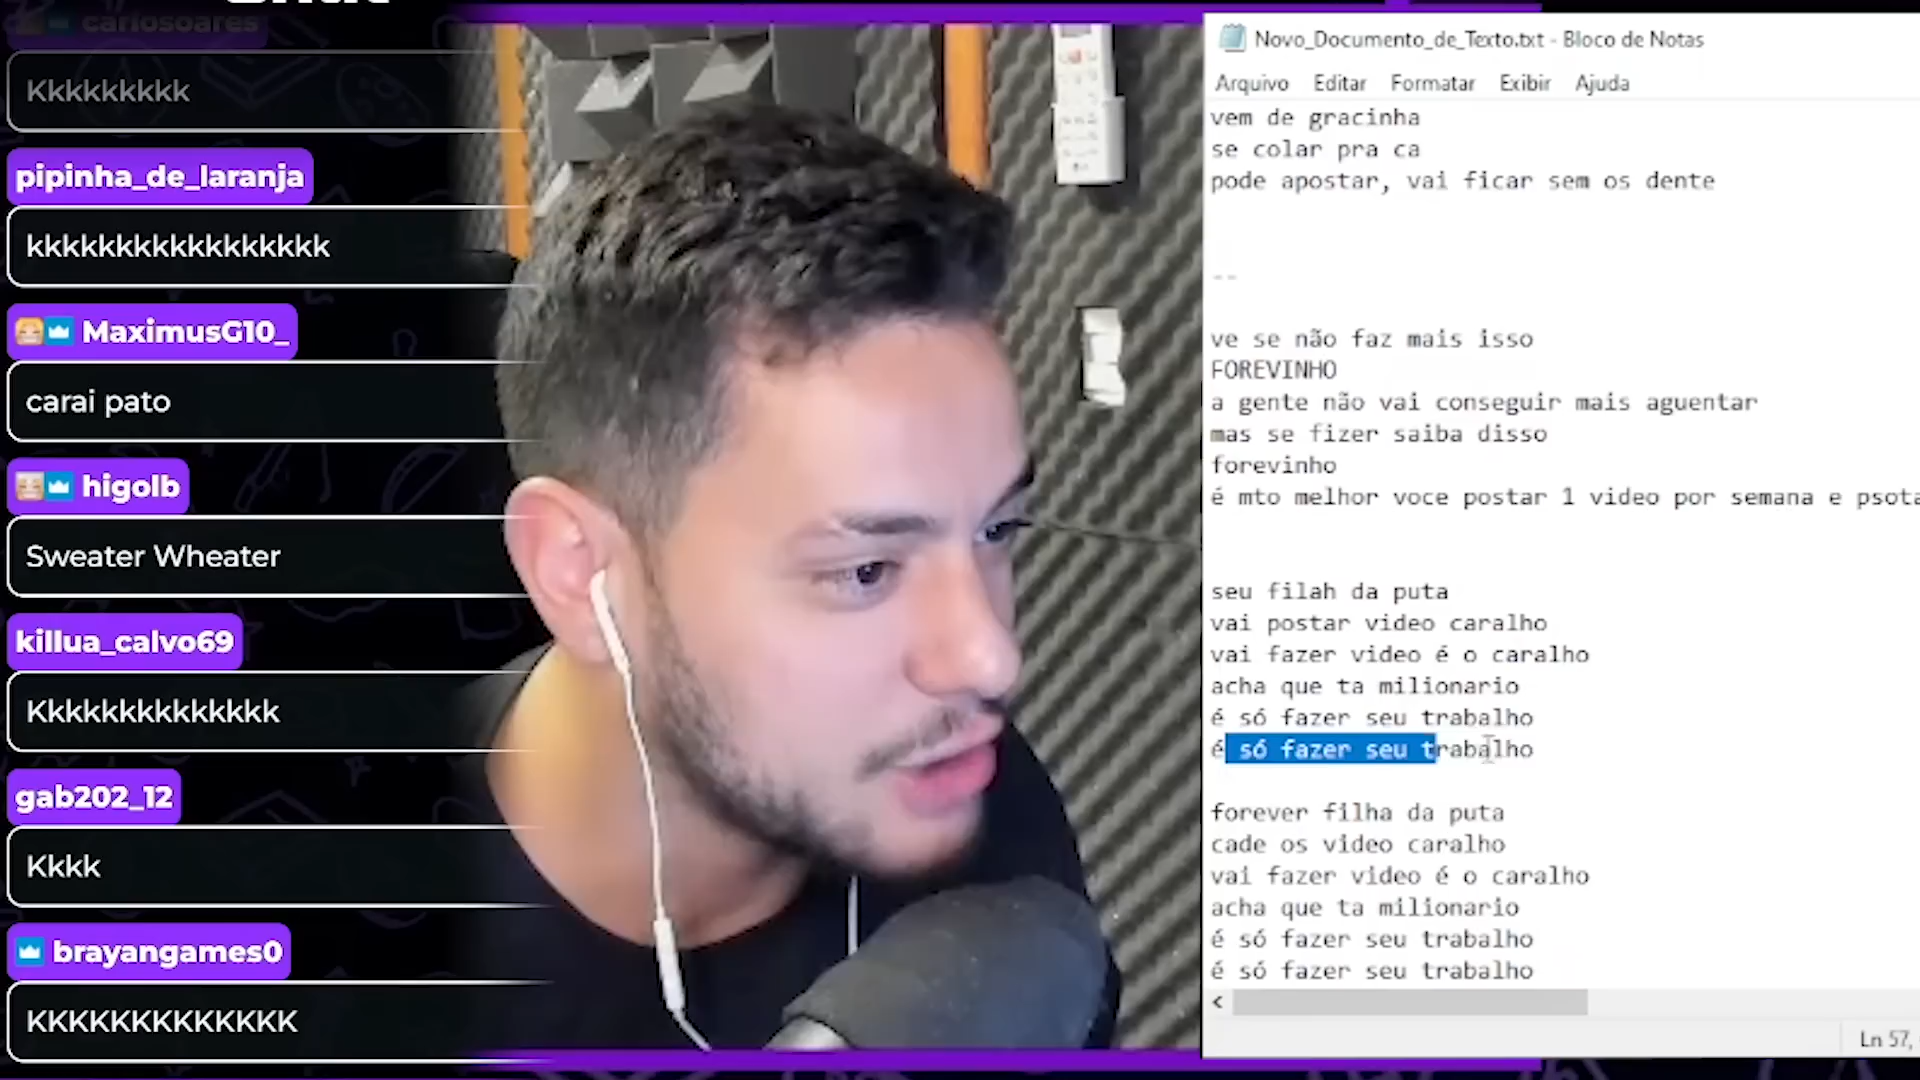 carlosoares
Kkkkkkkkk
pipinha_de_laranja
kkkkkkkkkkkkkkkkk
MaximusG10_
carai pato
higolb
Sweater Wheater
killua_calvo69
Kkkkkkkkkkkkkk
gab202_12
Kkkk
brayangames0
KKKKKKKKKKKKK
Novo_Documento_de_Texto.txt - Bloco de Notas
Arquivo Editar Formatar Exibir Ajuda
vem de gracinha
se colar pra ca
pode apostar, vai ficar sem os dente
--
ve se não faz mais isso
FOREVINHO
a gente não vai conseguir mais aguentar
mas se fizer saiba disso
forevinho
é mto melhor voce postar 1 video por semana e psota
seu filah da puta
vai postar video caralho
vai fazer video é o caralho
acha que ta milionario
é só fazer seu trabalho
é só fazer seu trabalho
forever filha da puta
cade os video caralho
vai fazer video é o caralho
acha que ta milionario
é só fazer seu trabalho
é só fazer seu trabalho
Ln 57,